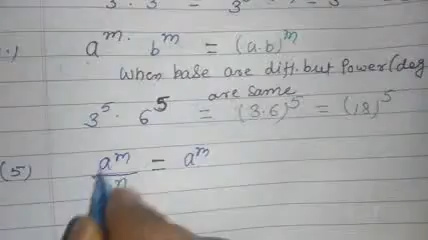 a^m. b^m = (a.b)^m
when base are diff. but Power (deg
are same
3^5. 6^5 = (3.6)^5 = (18)^5
(5) a^m = a^m
n